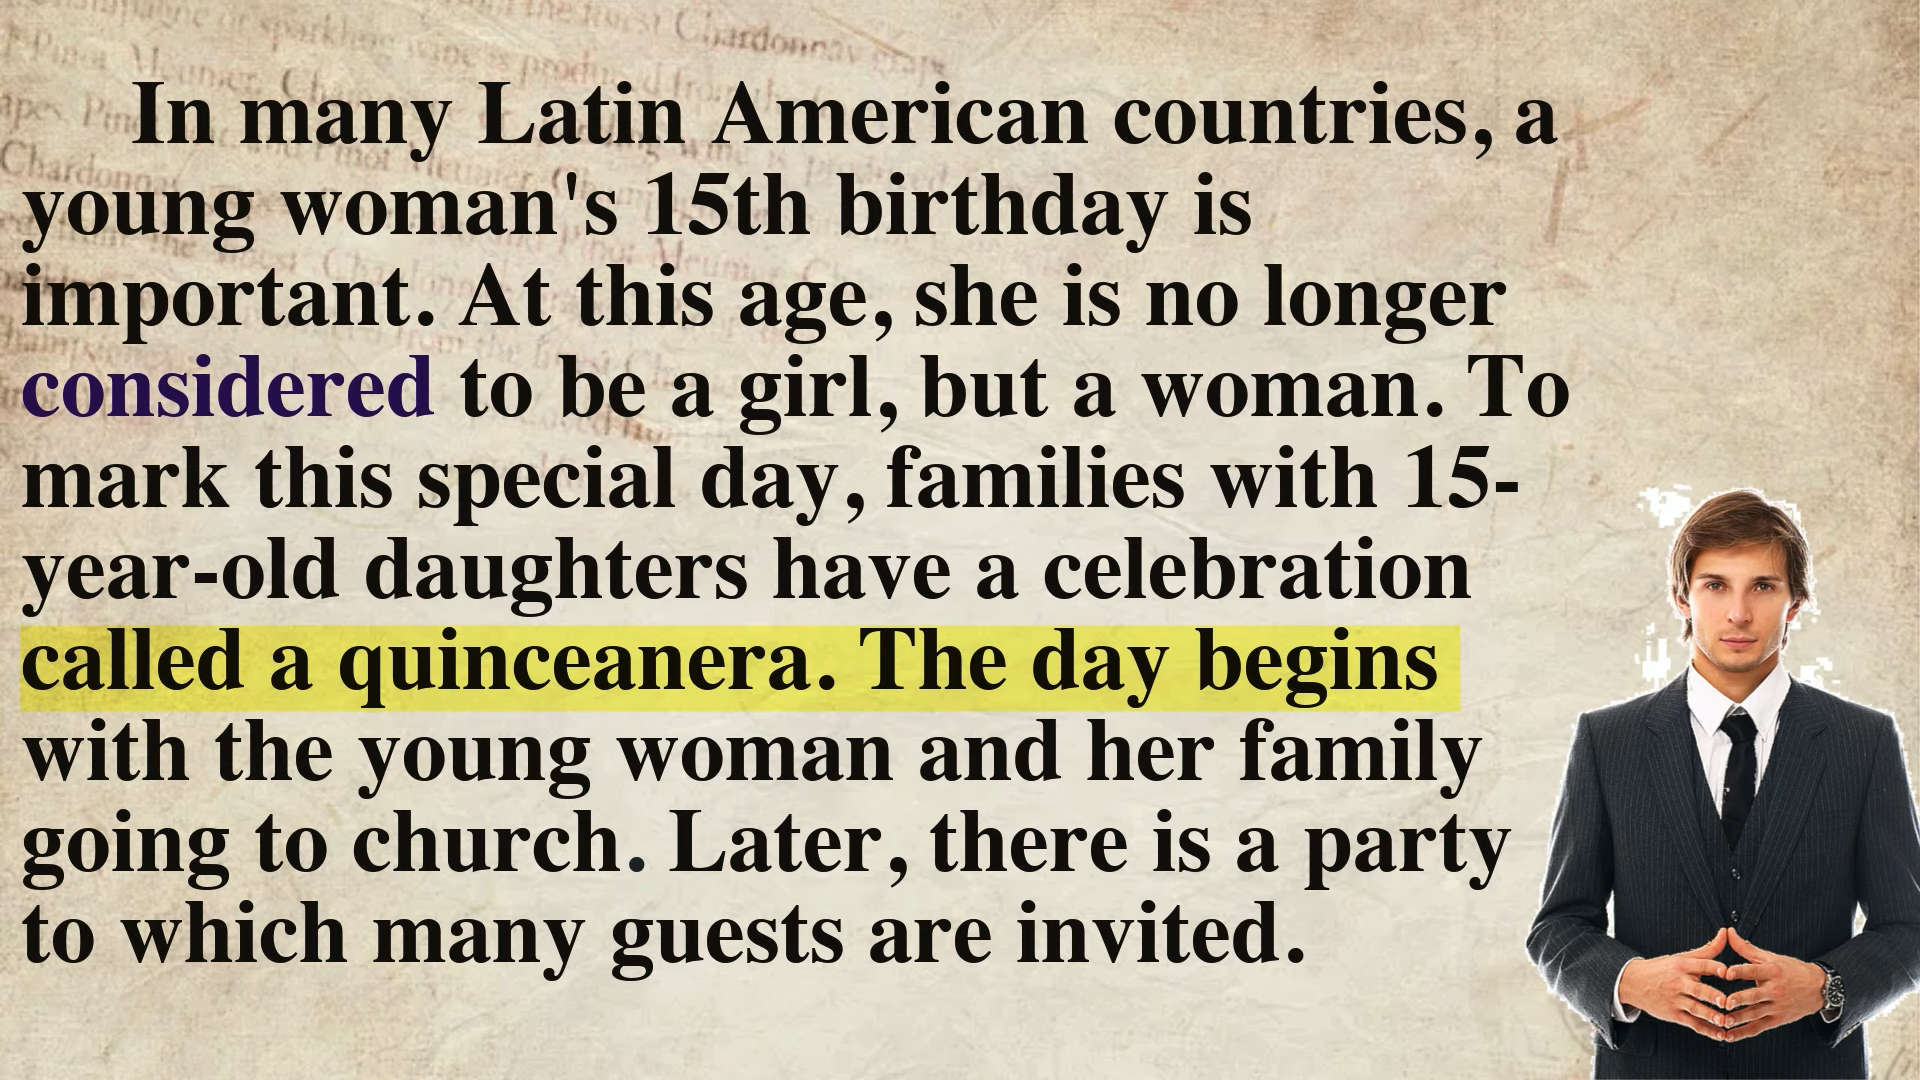 In many Latin American countries, a
young woman's 15th birthday is
important. At this age, she is no longer
considered to be a girl, but a woman. To
mark this special day, families with 15-
year-old daughters have a celebration
called a quinceanera. The day begins
with the young woman and her family
going to church. Later, there is a party
to which many guests are invited.